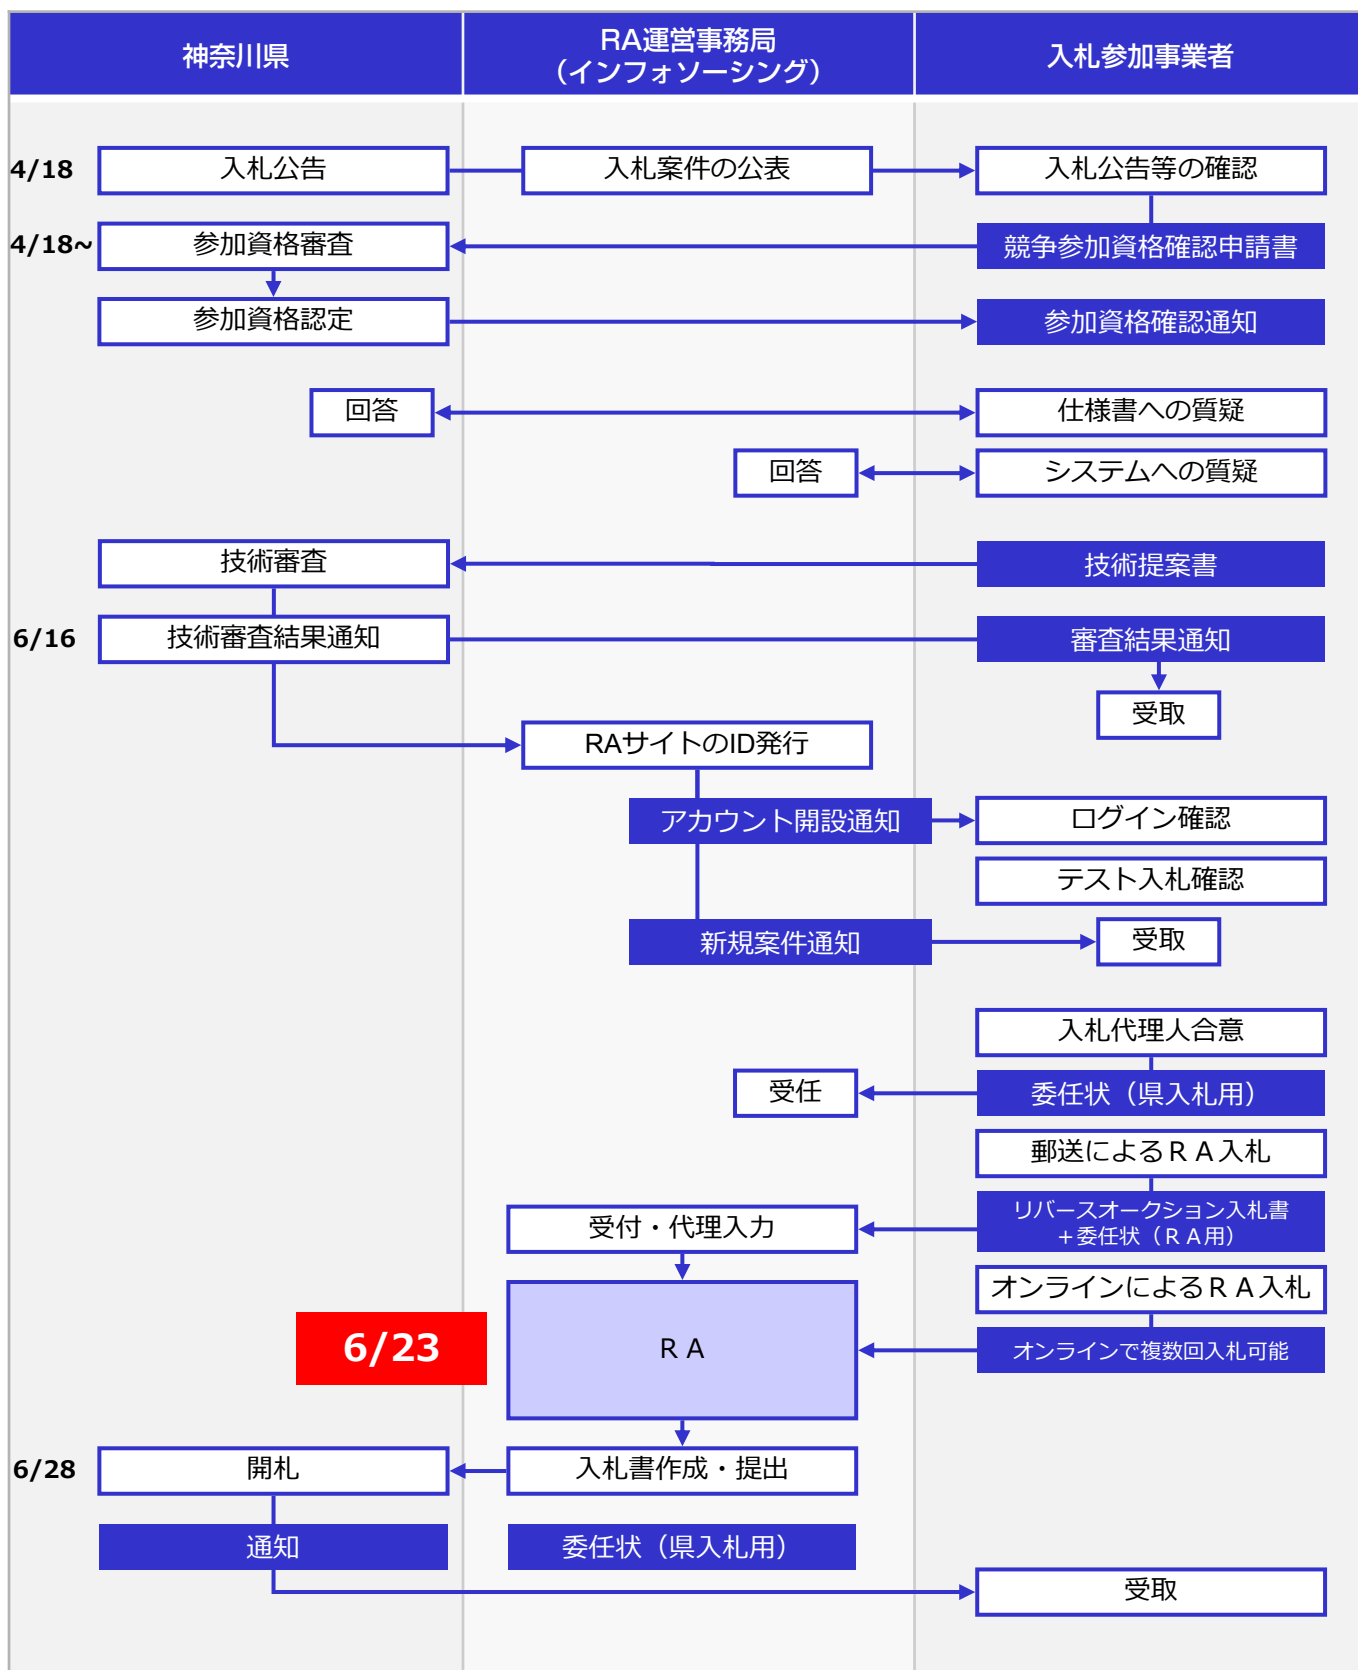 神奈川県
RA運営事務局
（インフォソーシング）
入札参加事業者
4/18
入札公告
入札案件の公表
入札公告等の確認
4/18~
参加資格審査
競争参加資格確認申請書
参加資格認定
参加資格確認通知
回答
仕様書への質疑
回答
システムへの質疑
技術審査
技術提案書
6/16
技術審査結果通知
審査結果通知
受取
RAサイトのID発行
アカウント開設通知
ログイン確認
テスト入札確認
新規案件通知
受取
入札代理人合意
受任
委任状（県入札用）
郵送によるＲＡ入札
受付・代理入力
リバースオークション入札書
＋委任状（ＲＡ用）
オンラインによるＲＡ入札
6/23
ＲＡ
オンラインで複数回入札可能
6/28
開札
入札書作成・提出
通知
委任状（県入札用）
受取